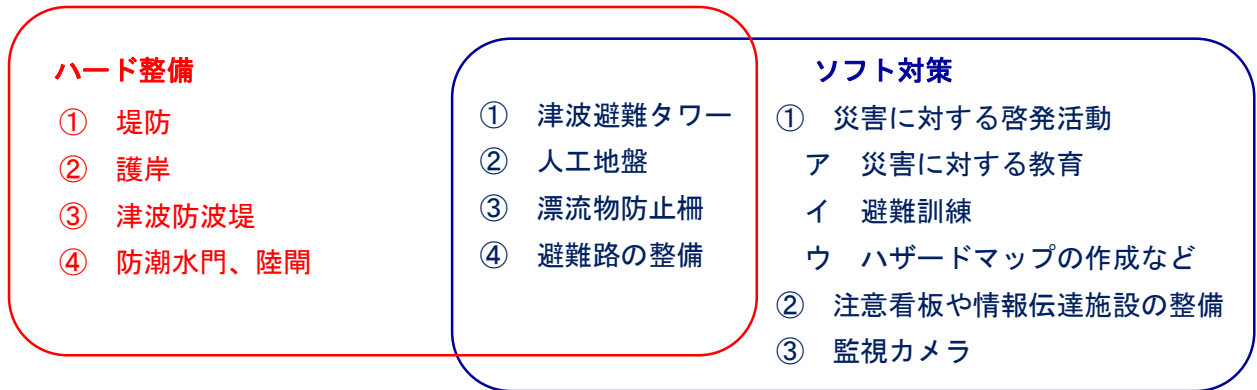 ハード整備
① 堤防
② 護岸
③ 津波防波堤
④ 防潮水門、陸閘
① 津波避難タワー
② 人工地盤
③ 漂流物防止柵
④ 避難路の整備
ソフト対策
① 災害に対する啓発活動
ア 災害に対する教育
イ 避難訓練
ウ ハザードマップの作成など
② 注意看板や情報伝達施設の整備
③ 監視カメラ